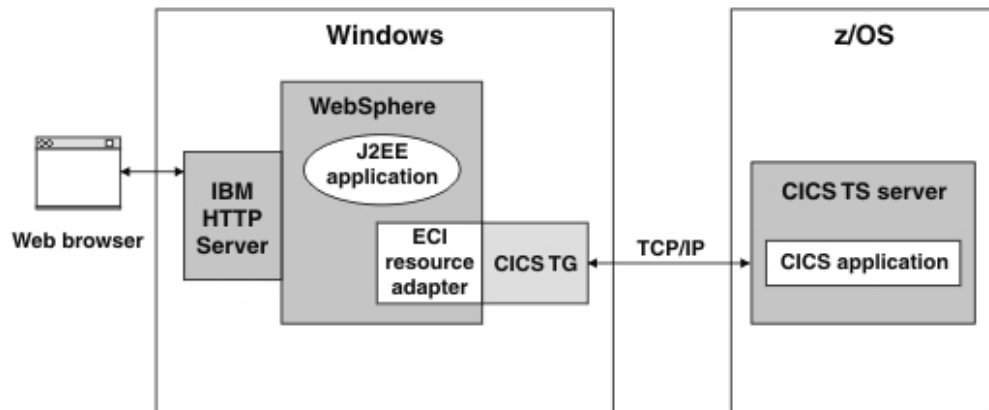 Windows
z/OS
WebSphere
J2EE
application
IBM
HTTP
Server
Web browser
ECI
resource
adapter
CICS TG
TCP/IP
CICS TS server
CICS application